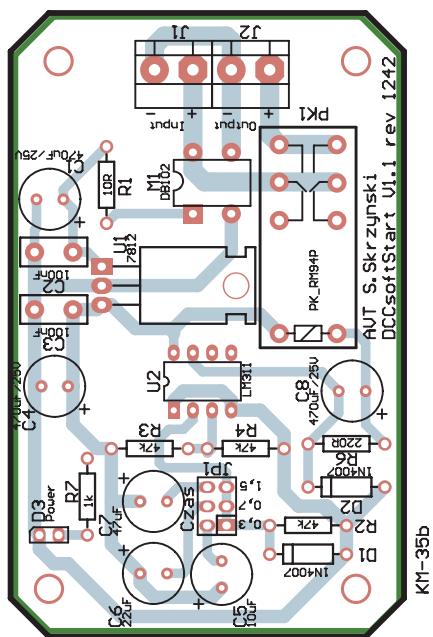 J1
J2
-
+
-
+
Input
Output
PK1
470uF/25V
C1
+
10R
R1
M1
DB102
U1
7812
100nF
C2
100nF
C3
PK_RM94P
AVT S.Skrzynski
DCCsoftStart V1.1 rev 1242
470uF/25V
C4
+
U2
LM311
C8
470uF/25V
+
R3
47k
R4
47k
220R
R6
1N4007
D2
D3
Power
R7
1k
C7
47uF
+
JP1
Czas
1,5
0,7
0,3
47k
R2
D1
1N4007
C6
22uF
+
C5
10uF
+
KM-35b